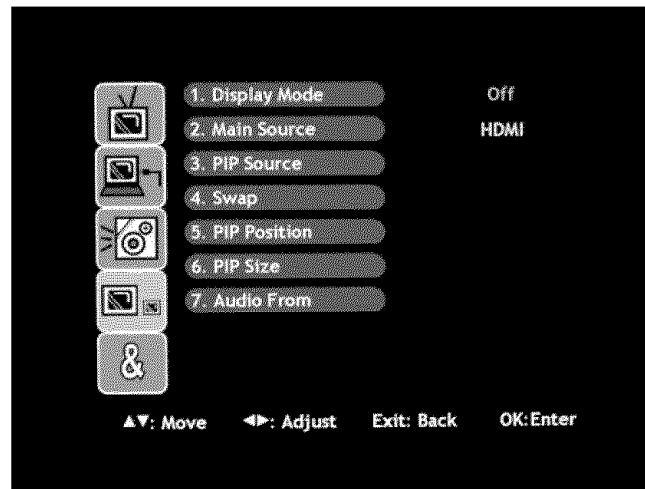 1. Display Mode Off
2. Main Source HDMI
3. PIP Source
4. Swap
5. PIP Position
6. PIP Size
7. Audio From
&
▲▼: Move ◀▶: Adjust Exit: Back OK:Enter